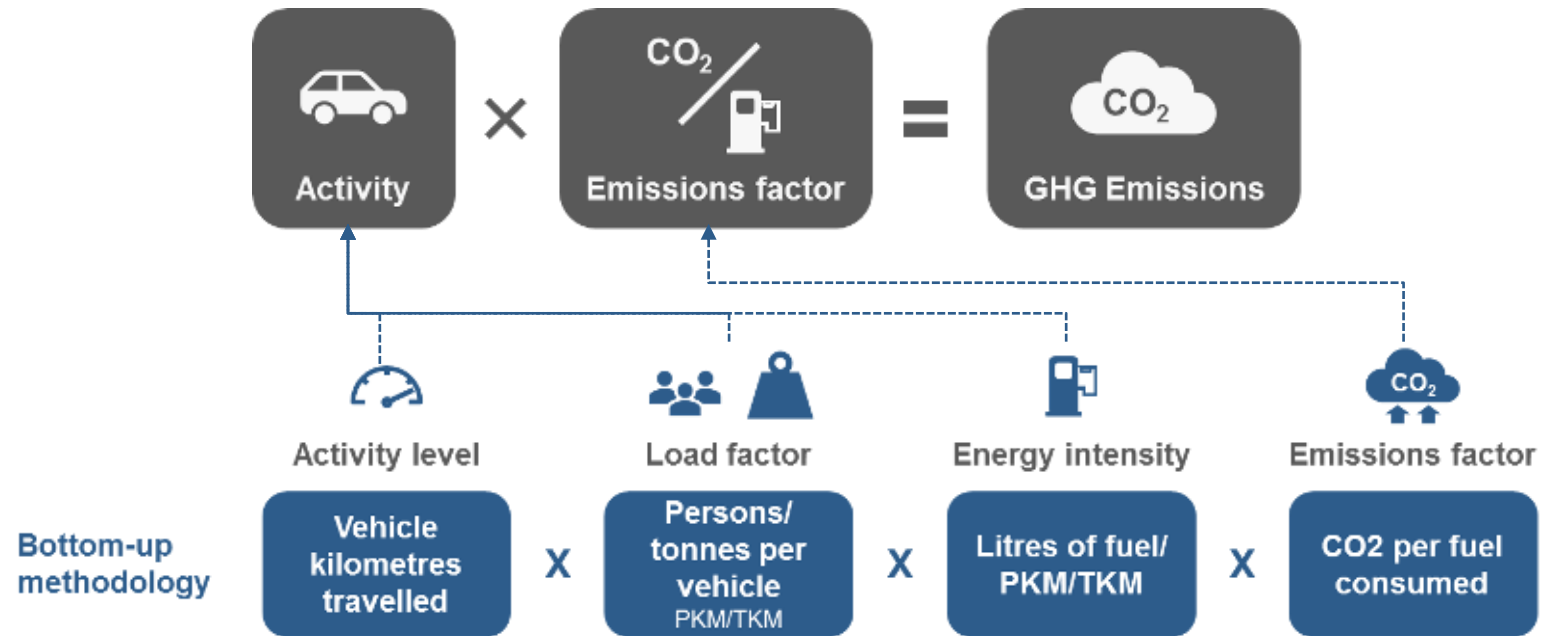 CO₂
Activity
×
Emissions factor
=
CO₂
GHG Emissions
CO₂
Activity level
Load factor
Energy intensity
Emissions factor
Bottom-up
methodology
Vehicle
kilometres
travelled
X
Persons/
tonnes per
vehicle
PKM/TKM
X
Litres of fuel/
PKM/TKM
X
CO2 per fuel
consumed